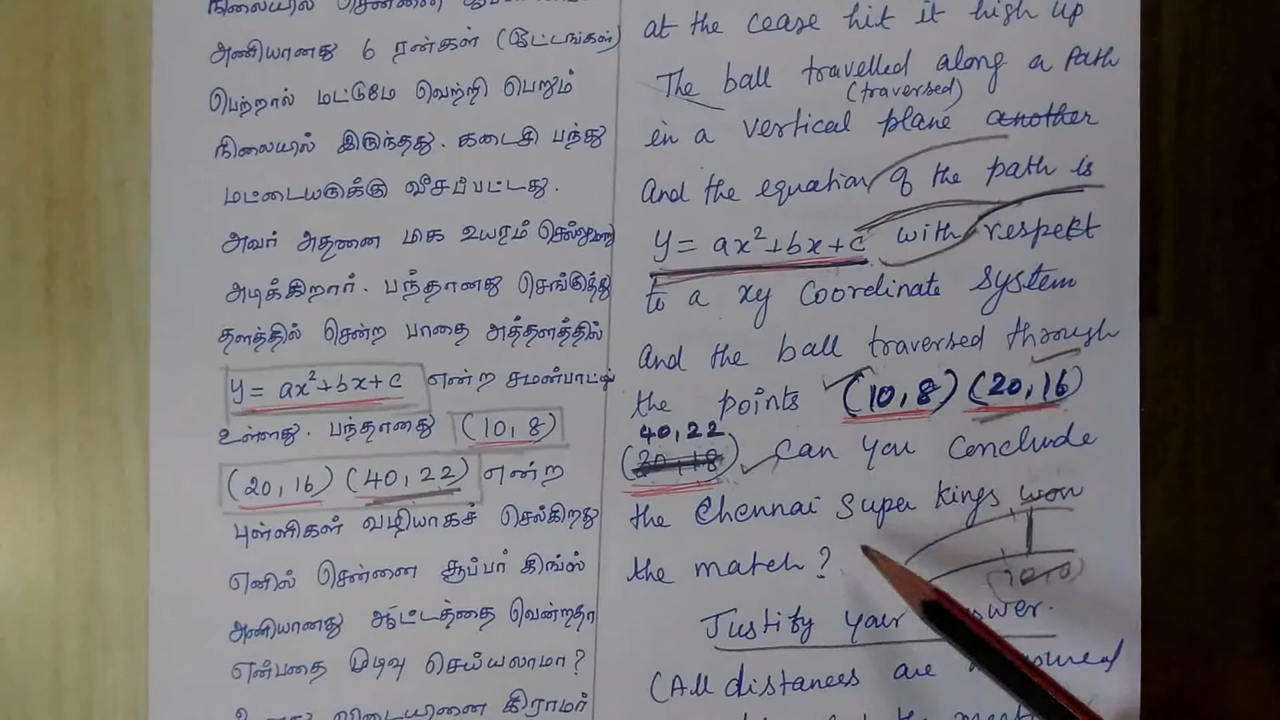 அணியானது 6 ரன்கள் (ஓட்டங்கள்)
பெற்றால் மட்டுமே வெற்றி பெறும்
நிலையில் இருந்தது. கடைசி பந்து
மட்டையருக்கு வீசப்பட்டது.
அவர் அதனை மிக உயரம்
அடிக்கிறார். பந்தானது செங்குத்து
தளத்தில் சென்ற பாதை அத்தளத்தில்
y = ax²+bx+c என்ற
உள்ளது. பந்தானது (10, 8)
(20, 16) (40, 22) என்ற
புள்ளிகள் வழியாகச் செல்கிறது
எனில் சென்னை சூப்பர் கிங்ஸ்
அணியானது ஆட்டத்தை வென்றதா
என்பதை முடிவு செய்யலாமா?
at the cease hit it high up
The ball travelled along a path
(traversed)
in a vertical plane another
And the equation of the path is
y = ax²+bx+c with respect
to a xy coordinate system
And the ball traversed through
the points (10,8) (20,16)
40,22
(30,18) Can you Conclude
the Chennai Super Kings won
the match?
Justify your
(All distances are